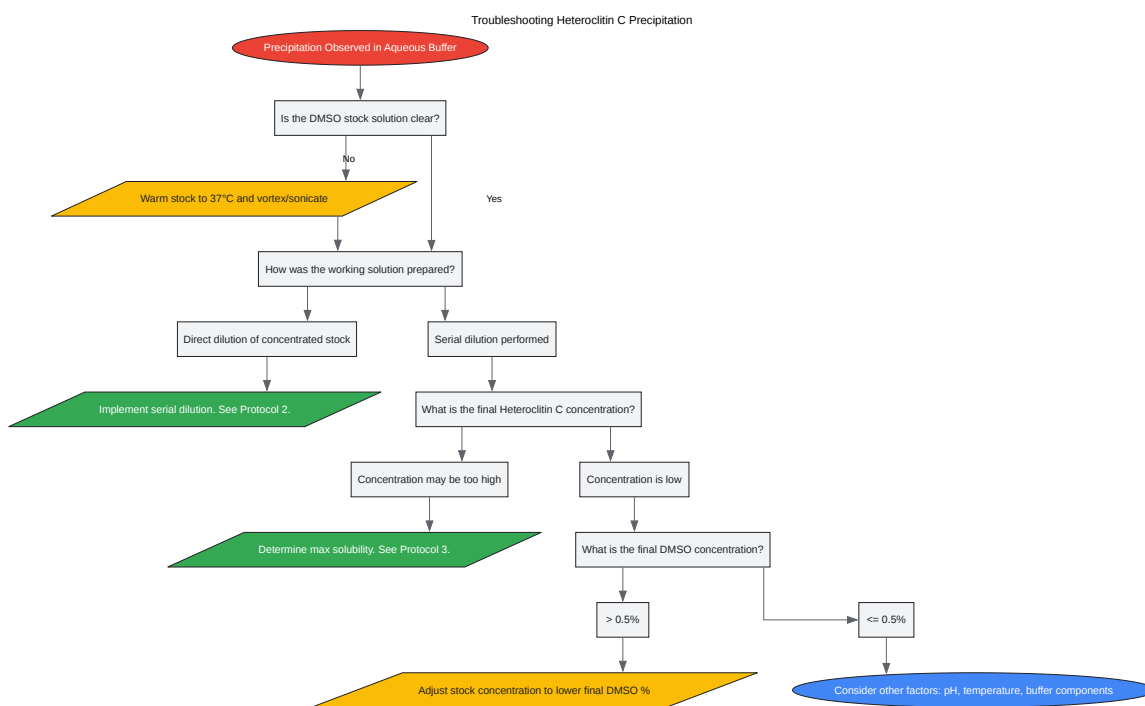 Troubleshooting Heteroclitin C Precipitation
Precipitation Observed in Aqueous Buffer
Is the DMSO stock solution clear?
No
Warm stock to 37°C and vortex/sonicate
Yes
How was the working solution prepared?
Direct dilution of concentrated stock
Serial dilution performed
Implement serial dilution. See Protocol 2.
What is the final Heteroclitin C concentration?
Concentration may be too high
Concentration is low
Determine max solubility. See Protocol 3.
What is the final DMSO concentration?
> 0.5%
<= 0.5%
Adjust stock concentration to lower final DMSO %
Consider other factors: pH, temperature, buffer components